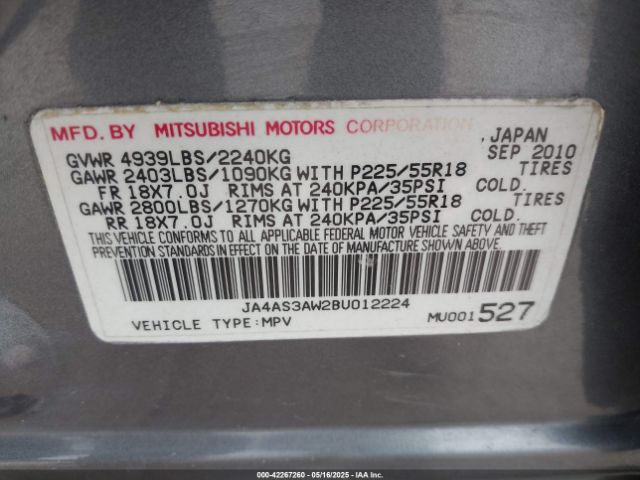 MFD. BY MITSUBISHI MOTORS CORPORATION , JAPAN
GVWR 4939LBS/2240KG SEP 2010
GAWR 2403LBS/1090KG WITH P225/55R18 TIRES
FR 18X7.0J RIMS AT 240KPA/35PSI COLD.
GAWR 2800LBS/1270KG WITH P225/55R18 TIRES
RR 18X7.0J RIMS AT 240KPA/35PSI COLD.
THIS VEHICLE CONFORMS TO ALL APPLICABLE FEDERAL MOTOR VEHICLE SAFETY AND THEFT
PREVENTION STANDARDS IN EFFECT ON THE DATE OF MANUFACTURE SHOWN ABOVE.
JA4AS3AW2BU012224
VEHICLE TYPE:MPV MU001527
000-42267260 - 05/16/2025 - © IAA Holdings, LLC